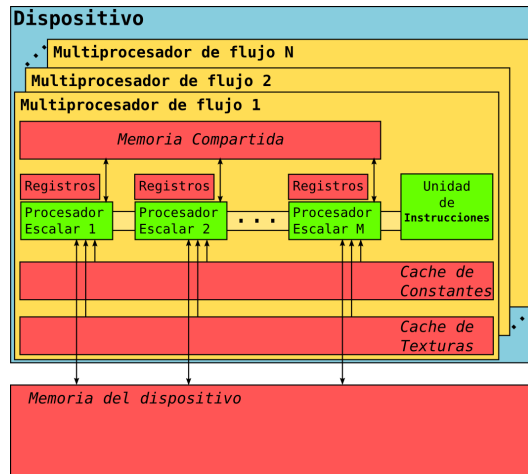 Dispositivo
Multiprocesador de flujo N
Multiprocesador de flujo 2
Multiprocesador de flujo 1
Memoria Compartida
Registros
Registros
Registros
Procesador
Escalar 1
Procesador
Escalar 2
...
Procesador
Escalar M
Unidad
de
Instrucciones
Cache de
Constantes
Cache de
Texturas
Memoria del dispositivo